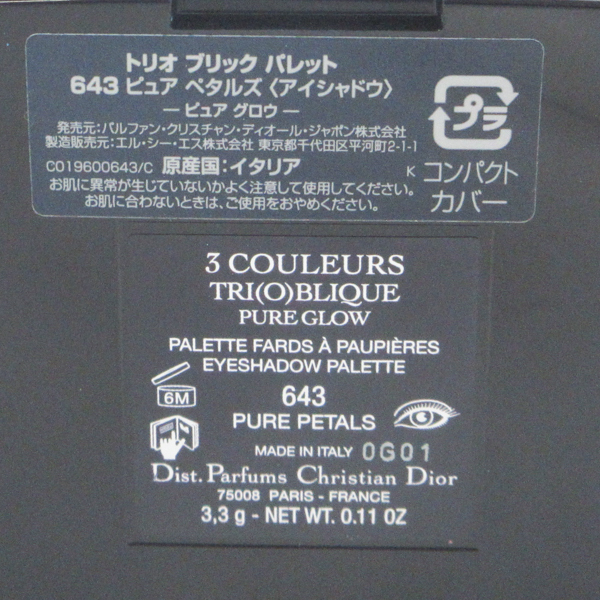 トリオ ブリック パレット
643 ピュア ペタルズ〈アイシャドウ〉
― ピュア グロウ ―
発売元:パルファン・クリスチャン・ディオール・ジャポン株式会社
製造販売元:エル・シー・エス株式会社 東京都千代田区平河町2-1-1
C019600643/C 原産国:イタリア K
お肌に異常が生じていないかよく注意して使用してください。
お肌に合わないときは、ご使用をおやめください。
プラ
コンパクト
カバー
3 COULEURS
TRI(O)BLIQUE
PURE GLOW
PALETTE FARDS À PAUPIÈRES
EYESHADOW PALETTE
6M
643
PURE PETALS
MADE IN ITALY 0G01
Dist. Parfums Christian Dior
75008 PARIS - FRANCE
3,3 g - NET WT. 0.11 OZ